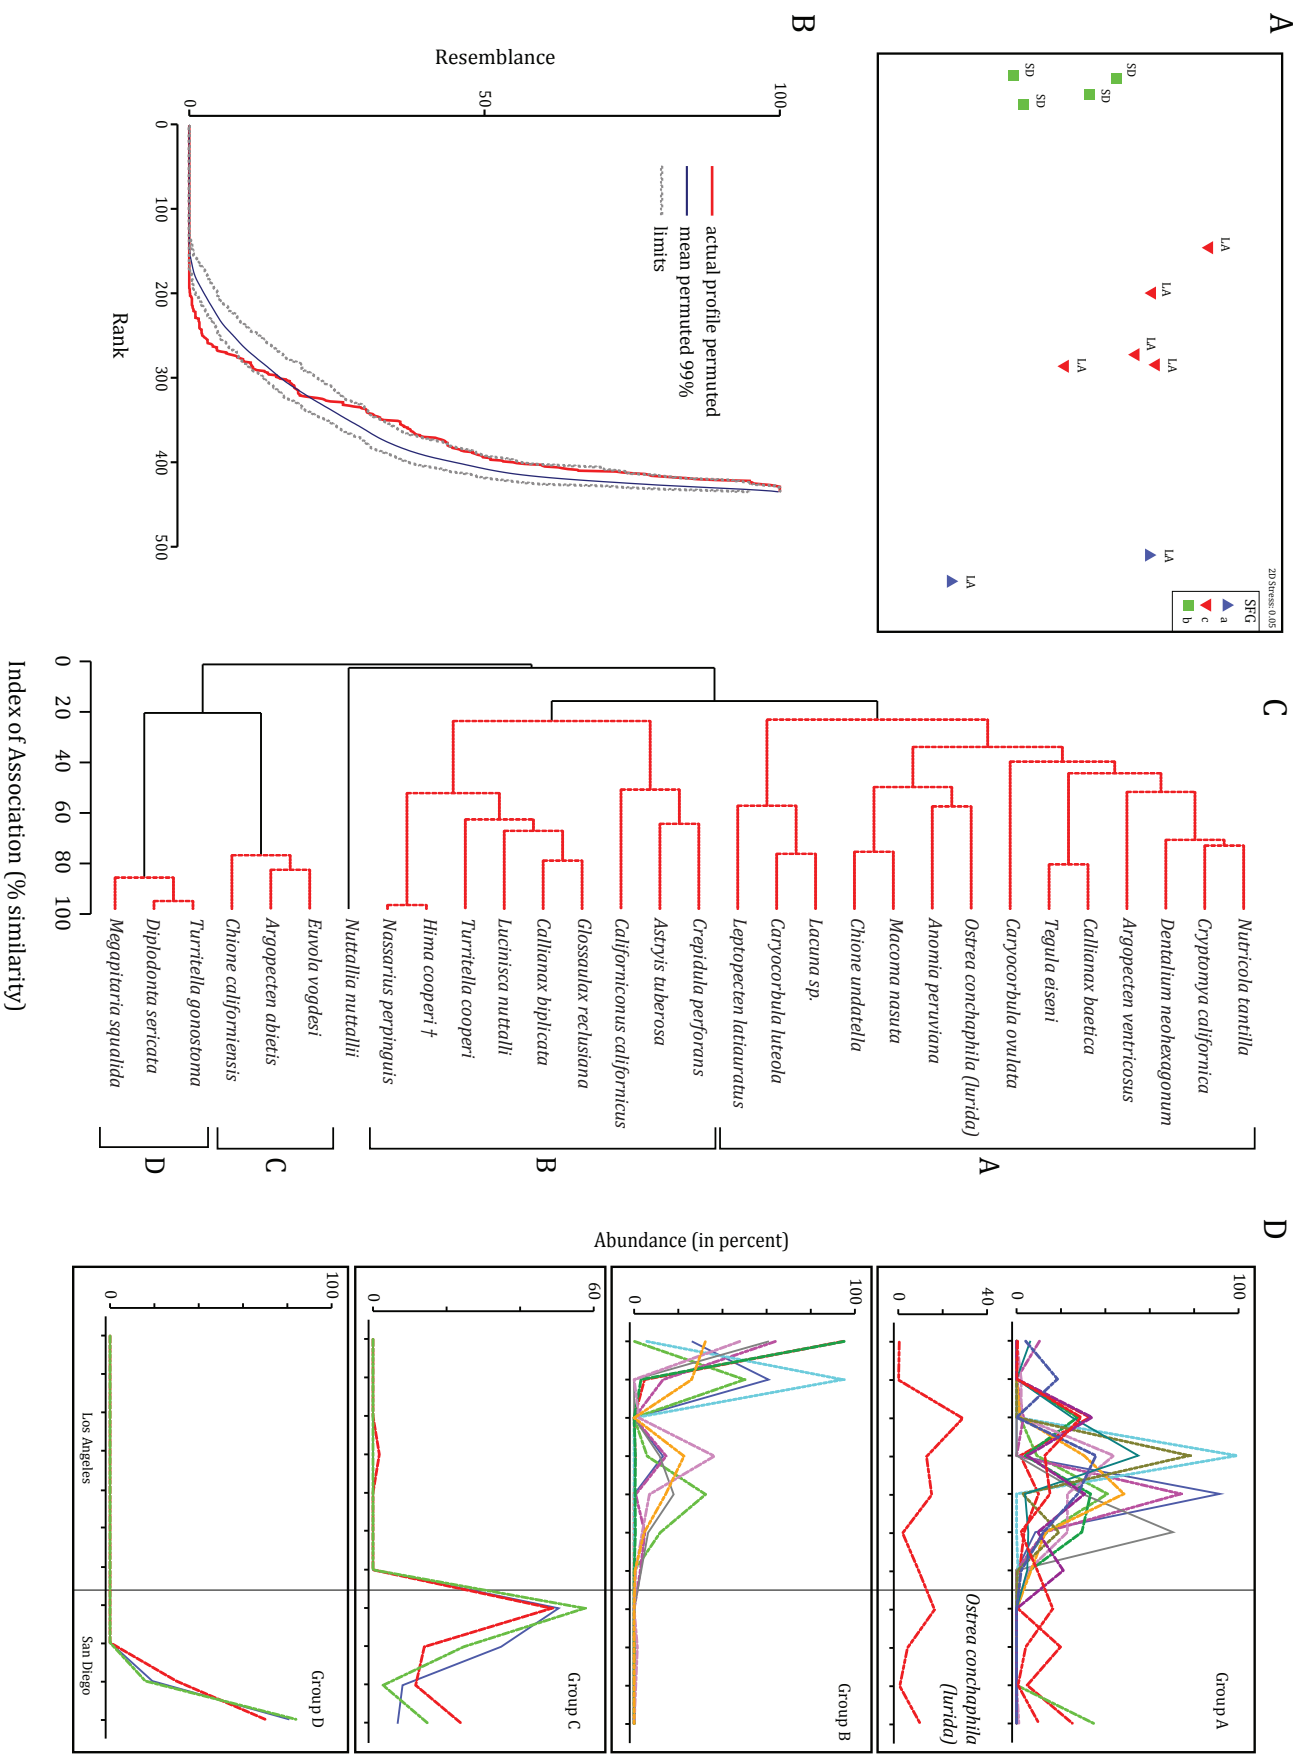 A
2D Stress: 0.05
SFG
a
c
b
SD
SD
SD
SD
LA
LA
LA
LA
LA
LA
LA
B
Resemblance
100
50
0
0
100
200
300
400
500
Rank
actual profile permuted
mean permuted 99%
limits
C
Nutricola tantilla
Cryptomya californica
Dentalium neohexagonum
Argopecten ventricosus
Callianax baetica
Tegula eiseni
Caryocorbula ovulata
Ostrea conchaphila (lurida)
Anomia peruviana
Macoma nasuta
Chione undatella
Lacuna sp.
Caryocorbula luteola
Leptopecten latiauratus
Crepidula perforans
Astryis tuberosa
Californiconus californicus
Glossaulax reclusiana
Callianax biplicata
Lucinisca nuttalli
Turritella cooperi
Hima cooperi †
Nassarius perpinguis
Nuttallia nuttallii
Euvola vogdesi
Argopecten abietis
Chione californiensis
Turritella gonostoma
Diplodonta sericata
Megapitaria squalida
A
B
C
D
0
20
40
60
80
100
Index of Association (% similarity)
D
Abundance (in percent)
100
0
Group A
40
0
Ostrea conchaphila
(lurida)
100
0
Group B
60
0
Group C
100
0
Group D
Los Angeles
San Diego